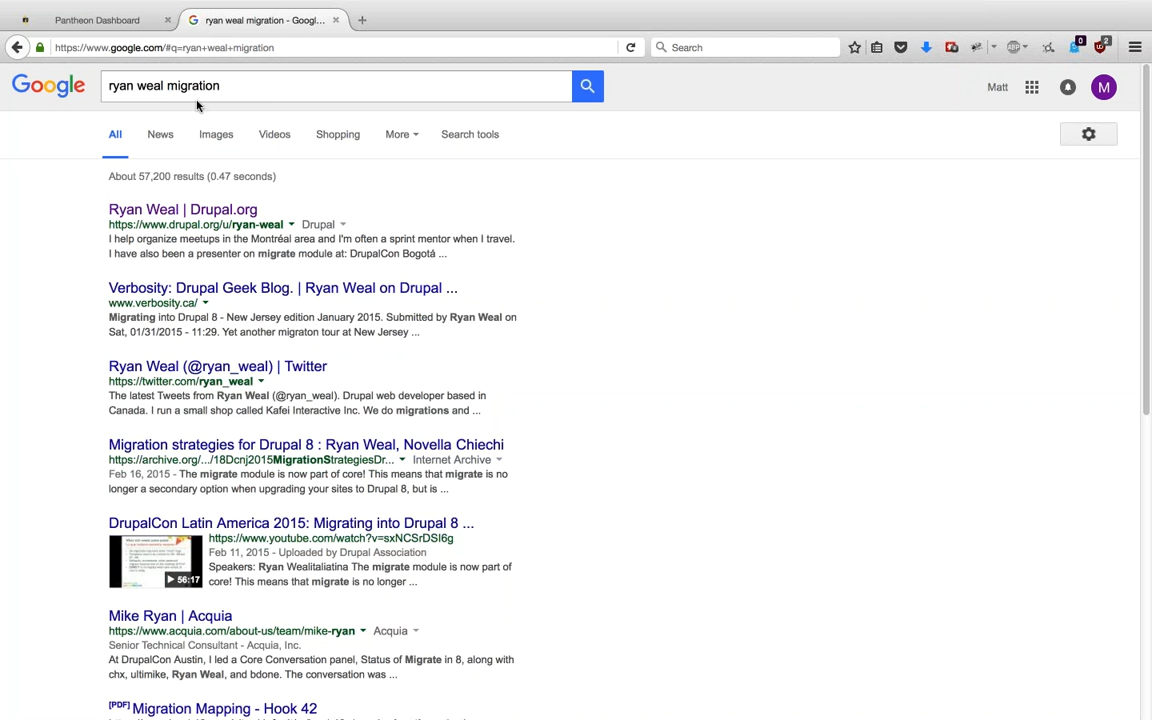 Pantheon Dashboard
ryan weal migration - Googl...
https://www.google.com/#q=ryan+weal+migration
Search
ABP
0
2
Google
ryan weal migration
Matt
M
All News Images Videos Shopping More Search tools
About 57,200 results (0.47 seconds)
Ryan Weal | Drupal.org
https://www.drupal.org/u/ryan-weal Drupal
I help organize meetups in the Montréal area and I'm often a sprint mentor when I travel.
I have also been a presenter on migrate module at: DrupalCon Bogotá ...
Verbosity: Drupal Geek Blog. | Ryan Weal on Drupal ...
www.verbosity.ca/
Migrating into Drupal 8 - New Jersey edition January 2015. Submitted by Ryan Weal on
Sat, 01/31/2015 - 11:29. Yet another migraton tour at New Jersey ...
Ryan Weal (@ryan_weal) | Twitter
https://twitter.com/ryan_weal
The latest Tweets from Ryan Weal (@ryan_weal). Drupal web developer based in
Canada. I run a small shop called Kafei Interactive Inc. We do migrations and ...
Migration strategies for Drupal 8 : Ryan Weal, Novella Chiechi
https://archive.org/.../18Dcnj2015MigrationStrategiesDr... Internet Archive
Feb 16, 2015 - The migrate module is now part of core! This means that migrate is no
longer a secondary option when upgrading your sites to Drupal 8, but is ...
DrupalCon Latin America 2015: Migrating into Drupal 8 ...
https://www.youtube.com/watch?v=sxNCSrDSI6g
Feb 11, 2015 - Uploaded by Drupal Association
Speakers: Ryan Wealitaliatina The migrate module is now part of
core! This means that migrate is no longer ...
56:17
Mike Ryan | Acquia
https://www.acquia.com/about-us/team/mike-ryan Acquia
Senior Technical Consultant - Acquia, Inc.
At DrupalCon Austin, I led a Core Conversation panel, Status of Migrate in 8, along with
chx, ultimike, Ryan Weal, and bdone. The conversation was ...
[PDF] Migration Mapping - Hook 42